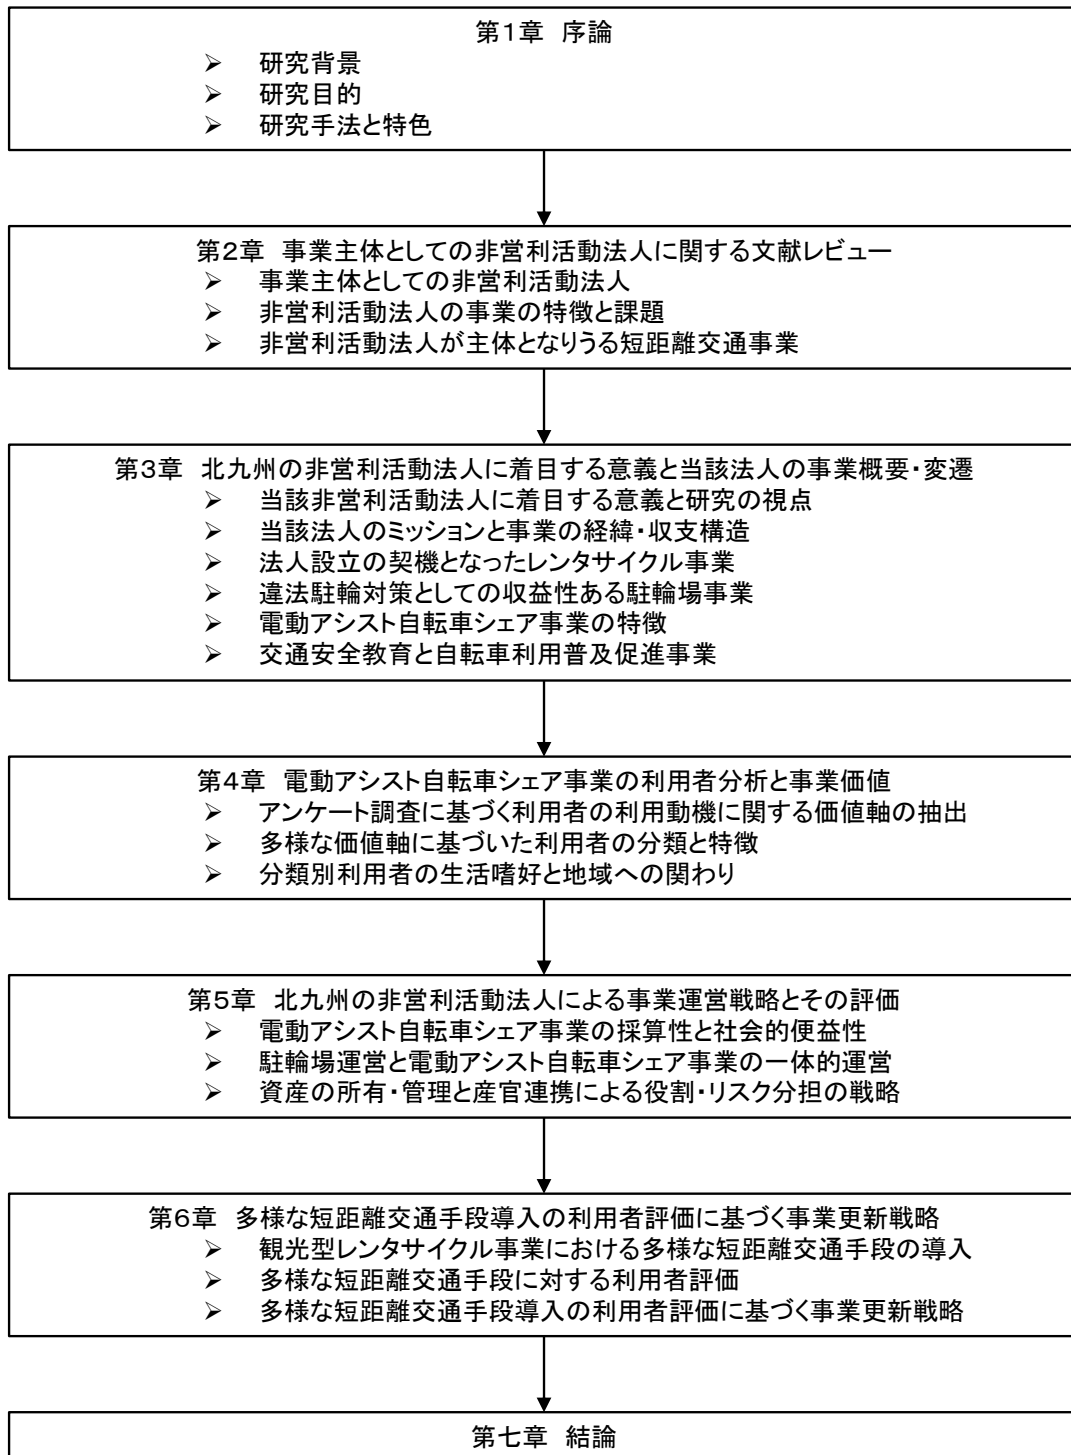 第1章 序論
➢ 研究背景
➢ 研究目的
➢ 研究手法と特色
第2章 事業主体としての非営利活動法人に関する文献レビュー
➢ 事業主体としての非営利活動法人
➢ 非営利活動法人の事業の特徴と課題
➢ 非営利活動法人が主体となりうる短距離交通事業
第3章 北九州の非営利活動法人に着目する意義と当該法人の事業概要・変遷
➢ 当該非営利活動法人に着目する意義と研究の視点
➢ 当該法人のミッションと事業の経緯・収支構造
➢ 法人設立の契機となったレンタサイクル事業
➢ 違法駐輪対策としての収益性ある駐輪場事業
➢ 電動アシスト自転車シェア事業の特徴
➢ 交通安全教育と自転車利用普及促進事業
第4章 電動アシスト自転車シェア事業の利用者分析と事業価値
➢ アンケート調査に基づく利用者の利用動機に関する価値軸の抽出
➢ 多様な価値軸に基づいた利用者の分類と特徴
➢ 分類別利用者の生活嗜好と地域への関わり
第5章 北九州の非営利活動法人による事業運営戦略とその評価
➢ 電動アシスト自転車シェア事業の採算性と社会的便益性
➢ 駐輪場運営と電動アシスト自転車シェア事業の一体的運営
➢ 資産の所有・管理と産官連携による役割・リスク分担の戦略
第6章 多様な短距離交通手段導入の利用者評価に基づく事業更新戦略
➢ 観光型レンタサイクル事業における多様な短距離交通手段の導入
➢ 多様な短距離交通手段に対する利用者評価
➢ 多様な短距離交通手段導入の利用者評価に基づく事業更新戦略
第七章 結論